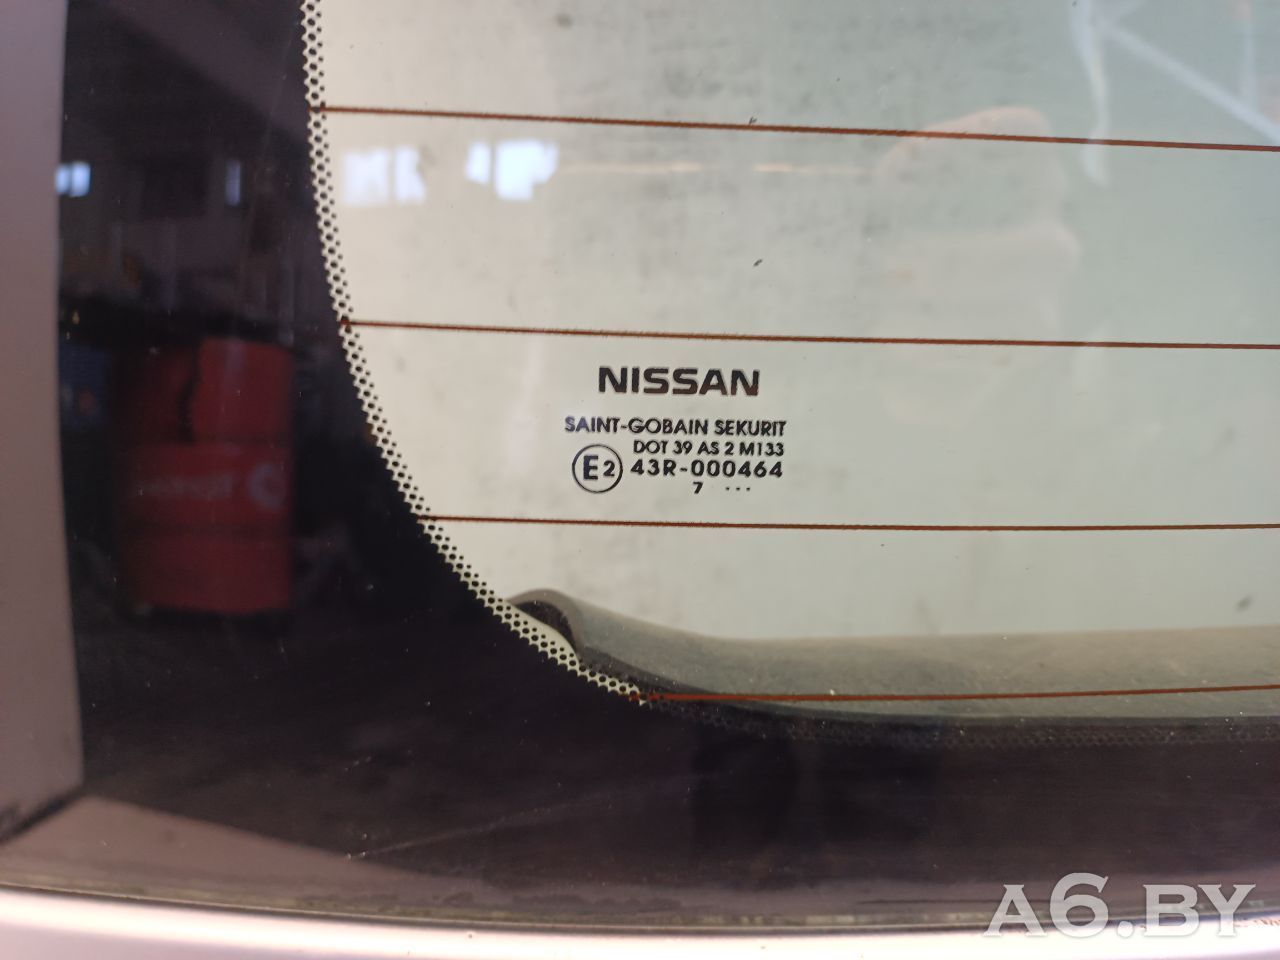 NISSAN
SAINT-GOBAIN SEKURIT
DOT 39 AS 2 M133
E2 43R-000464
7 ...
A6.BY